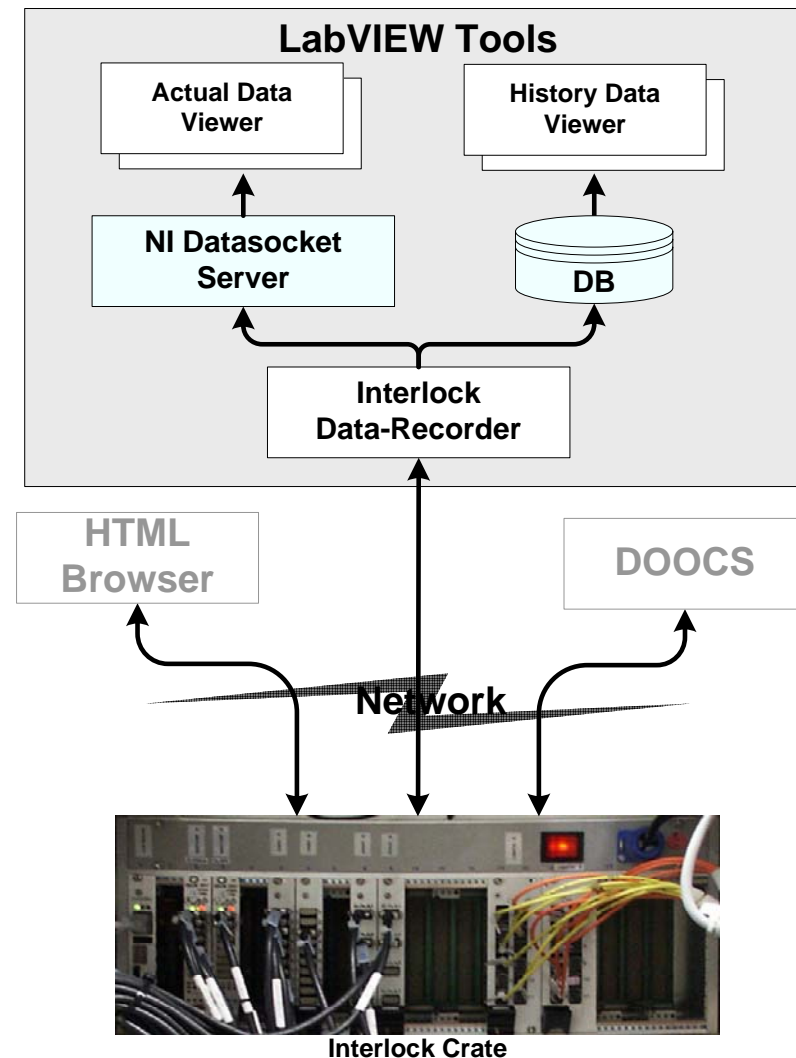 LabVIEW Tools
Actual Data
Viewer
History Data
Viewer
NI Datasocket
Server
DB
Interlock
Data-Recorder
HTML
Browser
DOOCS
Network
Interlock Crate